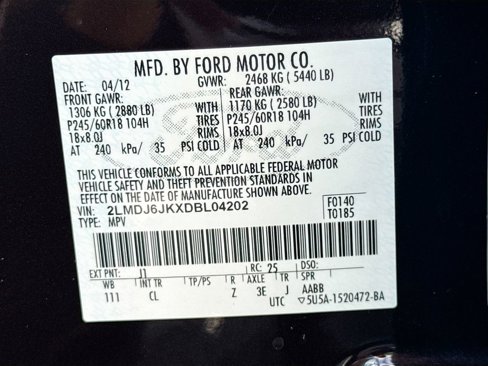 MFD. BY FORD MOTOR CO.
DATE: 04/12 GVWR: 2468 KG ( 5440 LB)
FRONT GAWR: REAR GAWR:
1306 KG ( 2880 LB) WITH 1170 KG ( 2580 LB) WITH
P245/60R18 104H TIRES P245/60R18 104H TIRES
18x8.0J RIMS 18x8.0J RIMS
AT 240 kPa/ 35 PSI COLD AT 240 kPa/ 35 PSI COLD
THIS VEHICLE CONFORMS TO ALL APPLICABLE FEDERAL MOTOR
VEHICLE SAFETY AND THEFT PREVENTION STANDARDS IN
EFFECT ON THE DATE OF MANUFACTURE SHOWN ABOVE.
VIN: 2LMDJ6JKXDBL04202 F0140
TYPE: MPV T0185
EXT PNT: J1 RC: 25 DSO:
WB INT TR TP/PS R AXLE TR SPR
111 CL Z 3E J AABB
UTC ▽5U5A-1520472-BA
Ford